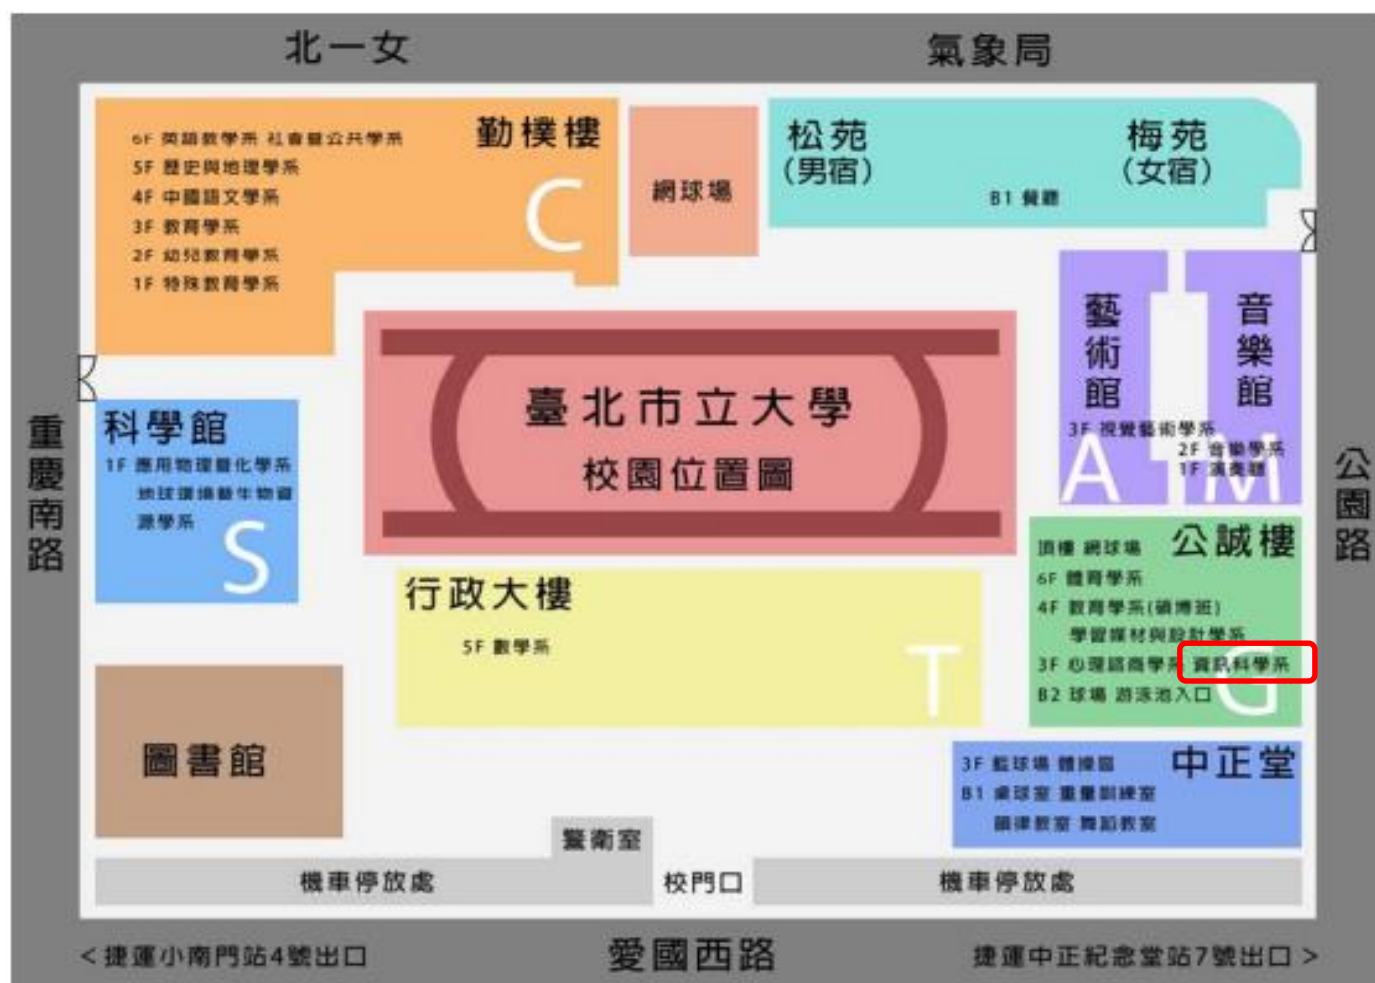 北一女
氣象局
勤樸樓
6F 英語教學系 社會暨公共學系
5F 歷史與地理學系
4F 中國語文學系
3F 教育學系
2F 幼兒教育學系
1F 特殊教育學系
C
網球場
松苑
(男宿)
梅苑
(女宿)
B1 餐廳
藝術館
音樂館
3F 視覺藝術學系
2F 音樂學系
1F 演奏廳
A
M
臺北市立大學
校園位置圖
重慶南路
公園路
科學館
1F 應用物理暨化學系
地球環境暨生物資
源學系
S
公誠樓
頂樓 網球場
6F 體育學系
4F 教育學系(碩博班)
學習媒材與設計學系
3F 心理諮商學系 資訊科學系
B2 球場 游泳池入口
G
行政大樓
5F 數學系
T
圖書館
中正堂
3F 籃球場 體操區
B1 桌球室 重量訓練室
韻律教室 舞蹈教室
警衛室
機車停放處
校門口
機車停放處
<捷運小南門站4號出口
愛國西路
捷運中正紀念堂站7號出口>